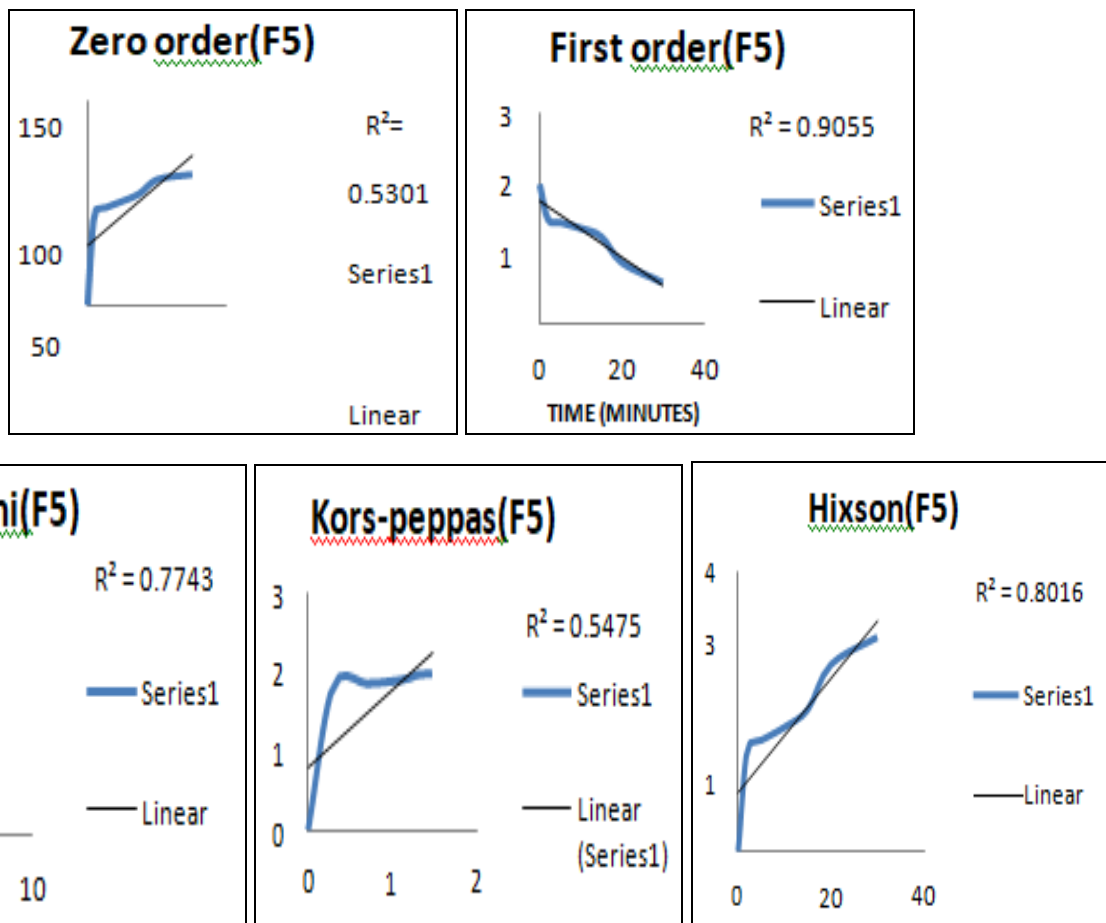 Zero order(F5)
150
100
50
R²=
0.5301
Series1
Linear
First order(F5)
3
2
1
R² = 0.9055
Series1
Linear
0 20 40
TIME (MINUTES)
ni(F5)
R² = 0.7743
Series1
Linear
10
Kors-peppas(F5)
3
2
1
0
R² = 0.5475
Series1
Linear
(Series1)
0 1 2
Hixson(F5)
4
3
1
R² = 0.8016
Series1
Linear
0 20 40